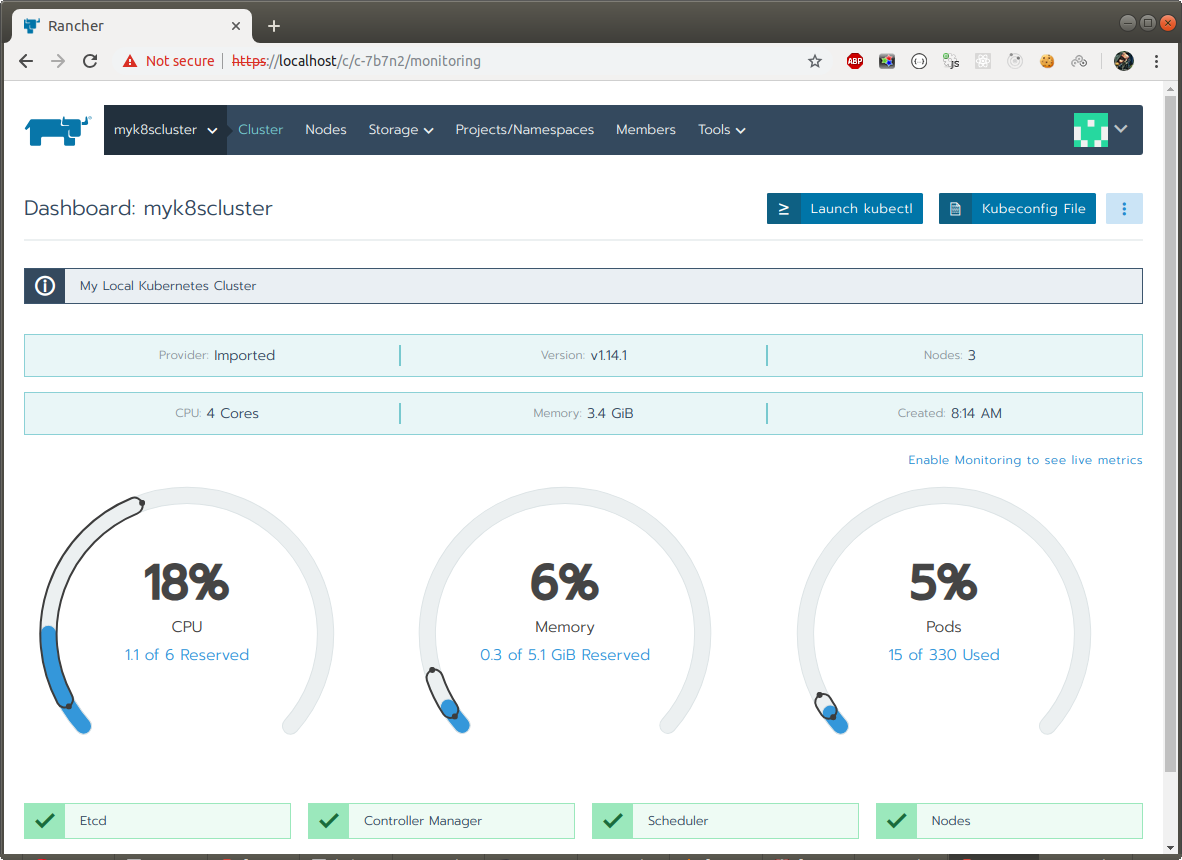 Rancher
Not secure https://localhost/c/c-7b7n2/monitoring
ABP
js
myk8scluster Cluster Nodes Storage Projects/Namespaces Members Tools
Dashboard: myk8scluster
Launch kubectl Kubeconfig File
My Local Kubernetes Cluster
Provider: Imported Version: v1.14.1 Nodes: 3
CPU: 4 Cores Memory: 3.4 GiB Created: 8:14 AM
Enable Monitoring to see live metrics
18% 6% 5%
CPU Memory Pods
1.1 of 6 Reserved 0.3 of 5.1 GiB Reserved 15 of 330 Used
Etcd Controller Manager Scheduler Nodes